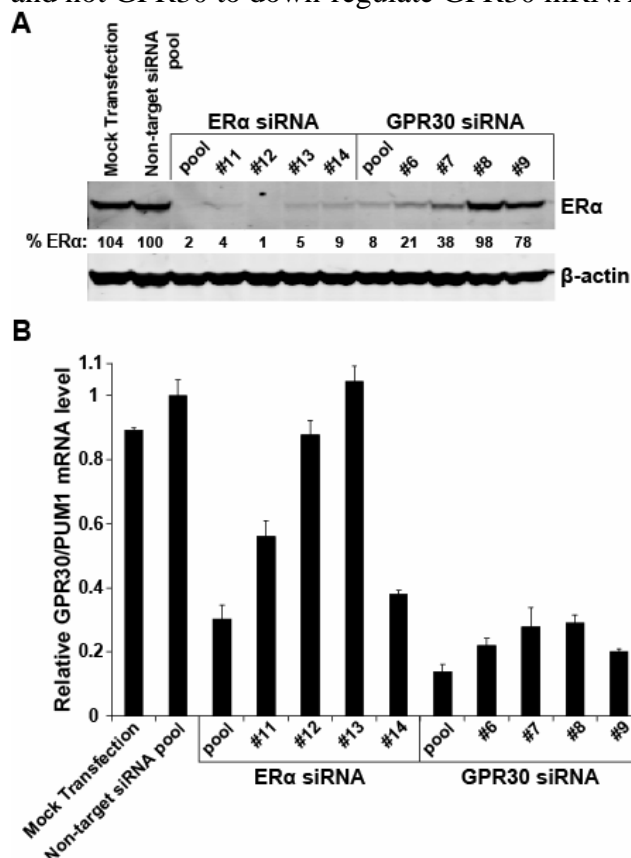 and not GPR30 to down-regulate GPR30 mRNA
A
Mock Transfection
Non-target siRNA pool
ERα siRNA
GPR30 siRNA
pool #11 #12 #13 #14 pool #6 #7 #8 #9
ERα
% ERα: 104 100 2 4 1 5 9 8 21 38 98 78
β-actin
B
Relative GPR30/PUM1 mRNA level
1.1
1
0.8
0.6
0.4
0.2
0
Mock Transfection
Non-target siRNA pool
pool #11 #12 #13 #14 pool #6 #7 #8 #9
ERα siRNA
GPR30 siRNA